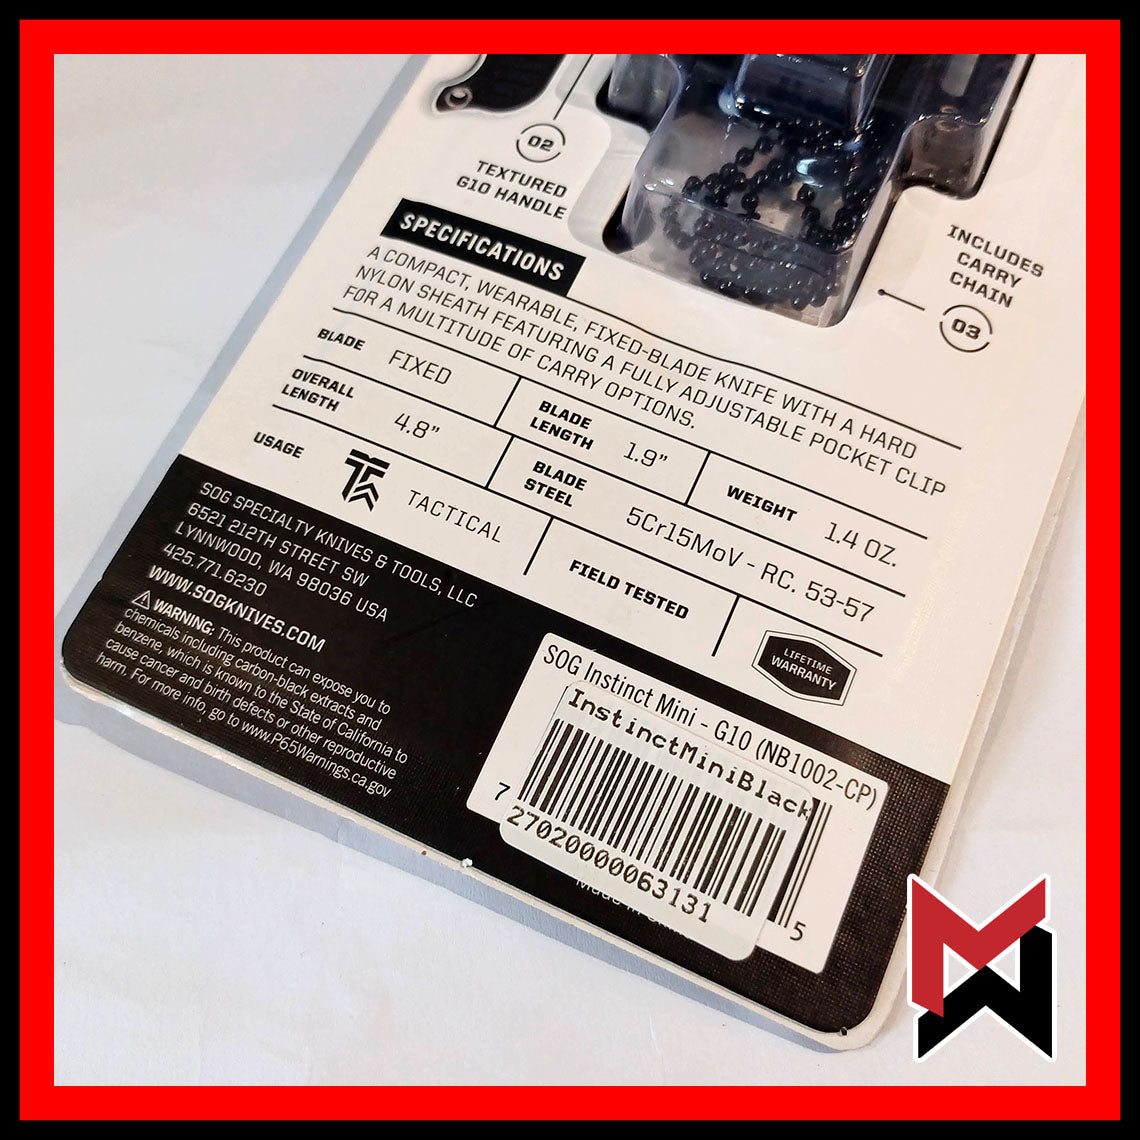 02
TEXTURED
G10 HANDLE
INCLUDES
CARRY
CHAIN
03
SPECIFICATIONS
A COMPACT, WEARABLE, FIXED-BLADE KNIFE WITH A HARD
NYLON SHEATH FEATURING A FULLY ADJUSTABLE POCKET CLIP
FOR A MULTITUDE OF CARRY OPTIONS.
BLADE FIXED
BLADE
LENGTH 1.9”
WEIGHT 1.4 OZ.
OVERALL
LENGTH 4.8”
BLADE
STEEL 5Cr15MoV - RC. 53-57
USAGE TACTICAL
FIELD TESTED
LIFETIME
WARRANTY
SOG SPECIALTY KNIVES & TOOLS, LLC
6521 212TH STREET SW
LYNNWOOD, WA 98036 USA
425.771.6230
WWW.SOGKNIVES.COM
WARNING: This product can expose you to
chemicals including carbon-black extracts and
benzene, which is known to the State of California to
cause cancer and birth defects or other reproductive
harm. For more info, go to www.P65Warnings.ca.gov
SOG Instinct Mini - G10 (NB1002-CP)
InstinctMiniBlack
7
27020000063131
5